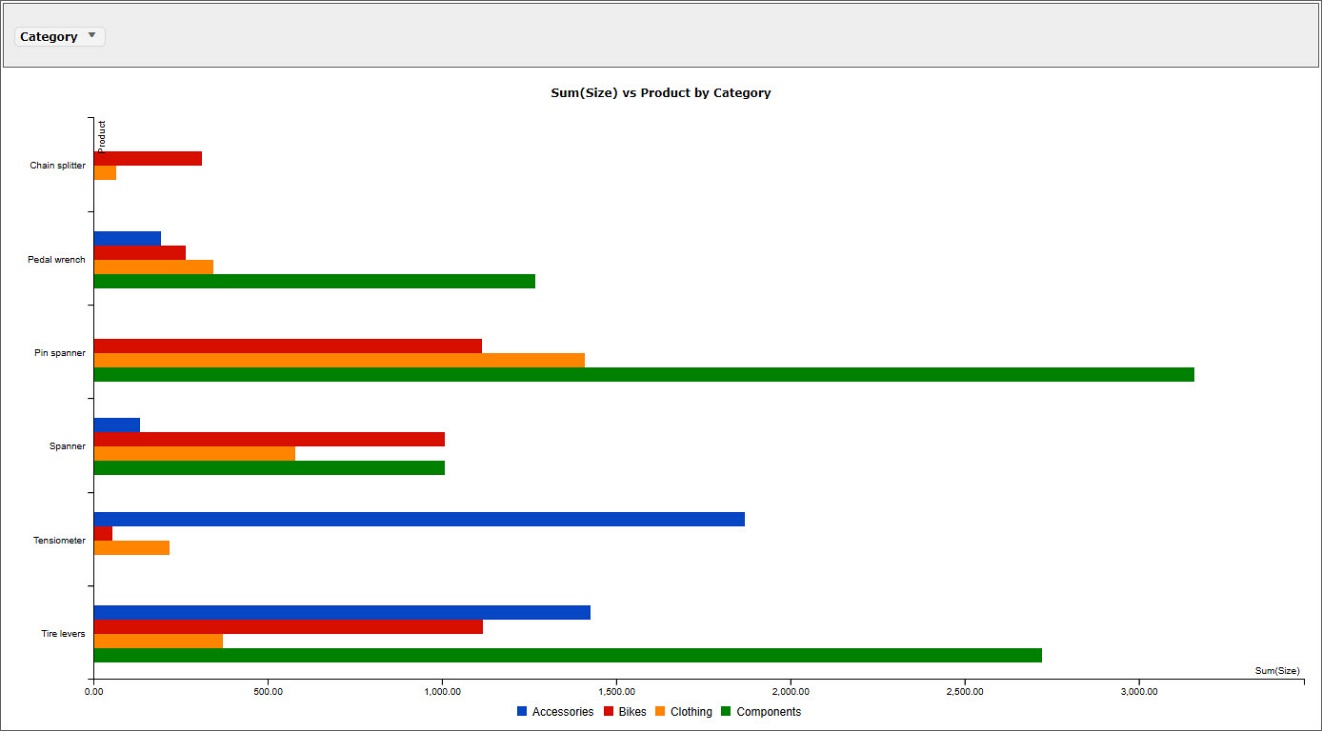 Category
Sum(Size) vs Product by Category
Product
Chain splitter
Pedal wrench
Pin spanner
Spanner
Tensiometer
Tire levers
Sum(Size)
0.00 500.00 1,000.00 1,500.00 2,000.00 2,500.00 3,000.00
Accessories Bikes Clothing Components